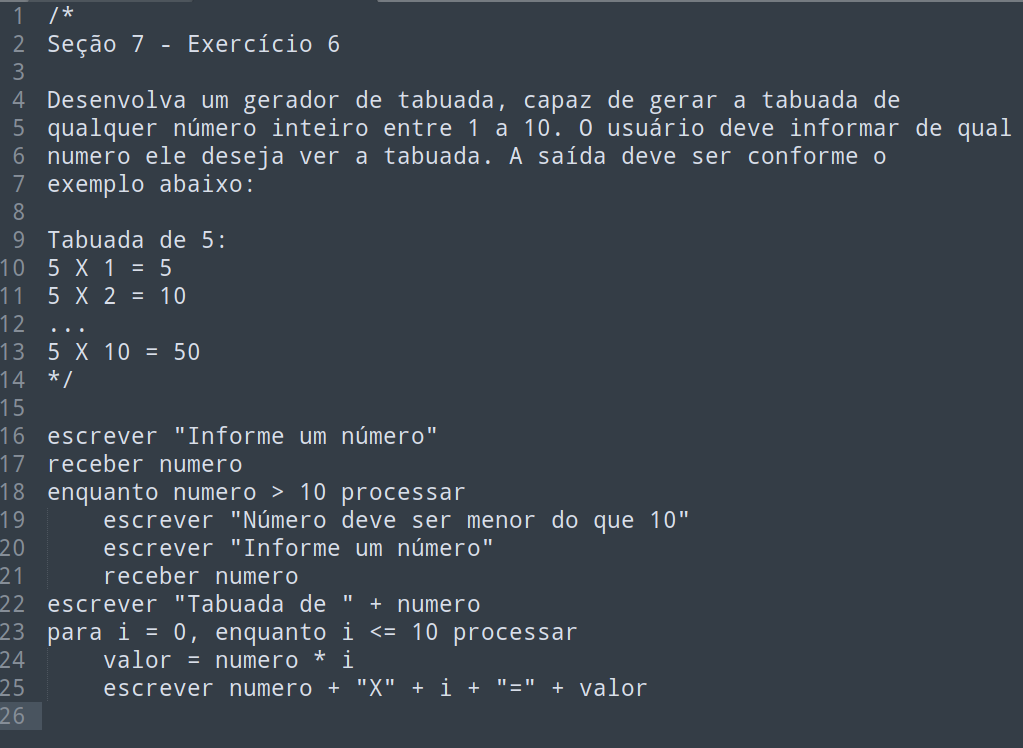 1 /*
2 Seção 7 - Exercício 6
3
4 Desenvolva um gerador de tabuada, capaz de gerar a tabuada de
5 qualquer número inteiro entre 1 a 10. O usuário deve informar de qual
6 numero ele deseja ver a tabuada. A saída deve ser conforme o
7 exemplo abaixo:
8
9 Tabuada de 5:
10 5 X 1 = 5
11 5 X 2 = 10
12 ...
13 5 X 10 = 50
14 */
15
16 escrever "Informe um número"
17 receber numero
18 enquanto numero > 10 processar
19     escrever "Número deve ser menor do que 10"
20     escrever "Informe um número"
21     receber numero
22 escrever "Tabuada de " + numero
23 para i = 0, enquanto i <= 10 processar
24     valor = numero * i
25     escrever numero + "X" + i + "=" + valor
26